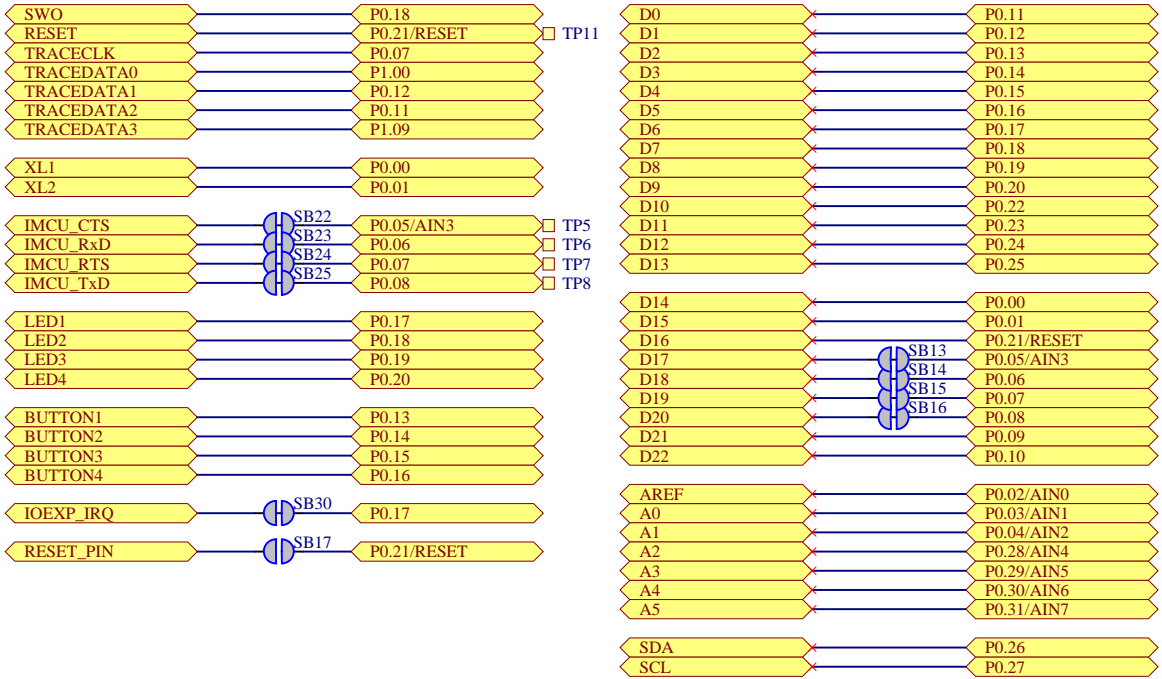 SWO P0.18
RESET P0.21/RESET TP11
TRACECLK P0.07
TRACEDATA0 P1.00
TRACEDATA1 P0.12
TRACEDATA2 P0.11
TRACEDATA3 P1.09
XL1 P0.00
XL2 P0.01
IMCU_CTS SB22 P0.05/AIN3 TP5
IMCU_RxD SB23 P0.06 TP6
IMCU_RTS SB24 P0.07 TP7
IMCU_TxD SB25 P0.08 TP8
LED1 P0.17
LED2 P0.18
LED3 P0.19
LED4 P0.20
BUTTON1 P0.13
BUTTON2 P0.14
BUTTON3 P0.15
BUTTON4 P0.16
IOEXP_IRQ SB30 P0.17
RESET_PIN SB17 P0.21/RESET
D0 P0.11
D1 P0.12
D2 P0.13
D3 P0.14
D4 P0.15
D5 P0.16
D6 P0.17
D7 P0.18
D8 P0.19
D9 P0.20
D10 P0.22
D11 P0.23
D12 P0.24
D13 P0.25
D14 P0.00
D15 P0.01
D16 P0.21/RESET
D17 SB13 P0.05/AIN3
D18 SB14 P0.06
D19 SB15 P0.07
D20 SB16 P0.08
D21 P0.09
D22 P0.10
AREF P0.02/AIN0
A0 P0.03/AIN1
A1 P0.04/AIN2
A2 P0.28/AIN4
A3 P0.29/AIN5
A4 P0.30/AIN6
A5 P0.31/AIN7
SDA P0.26
SCL P0.27